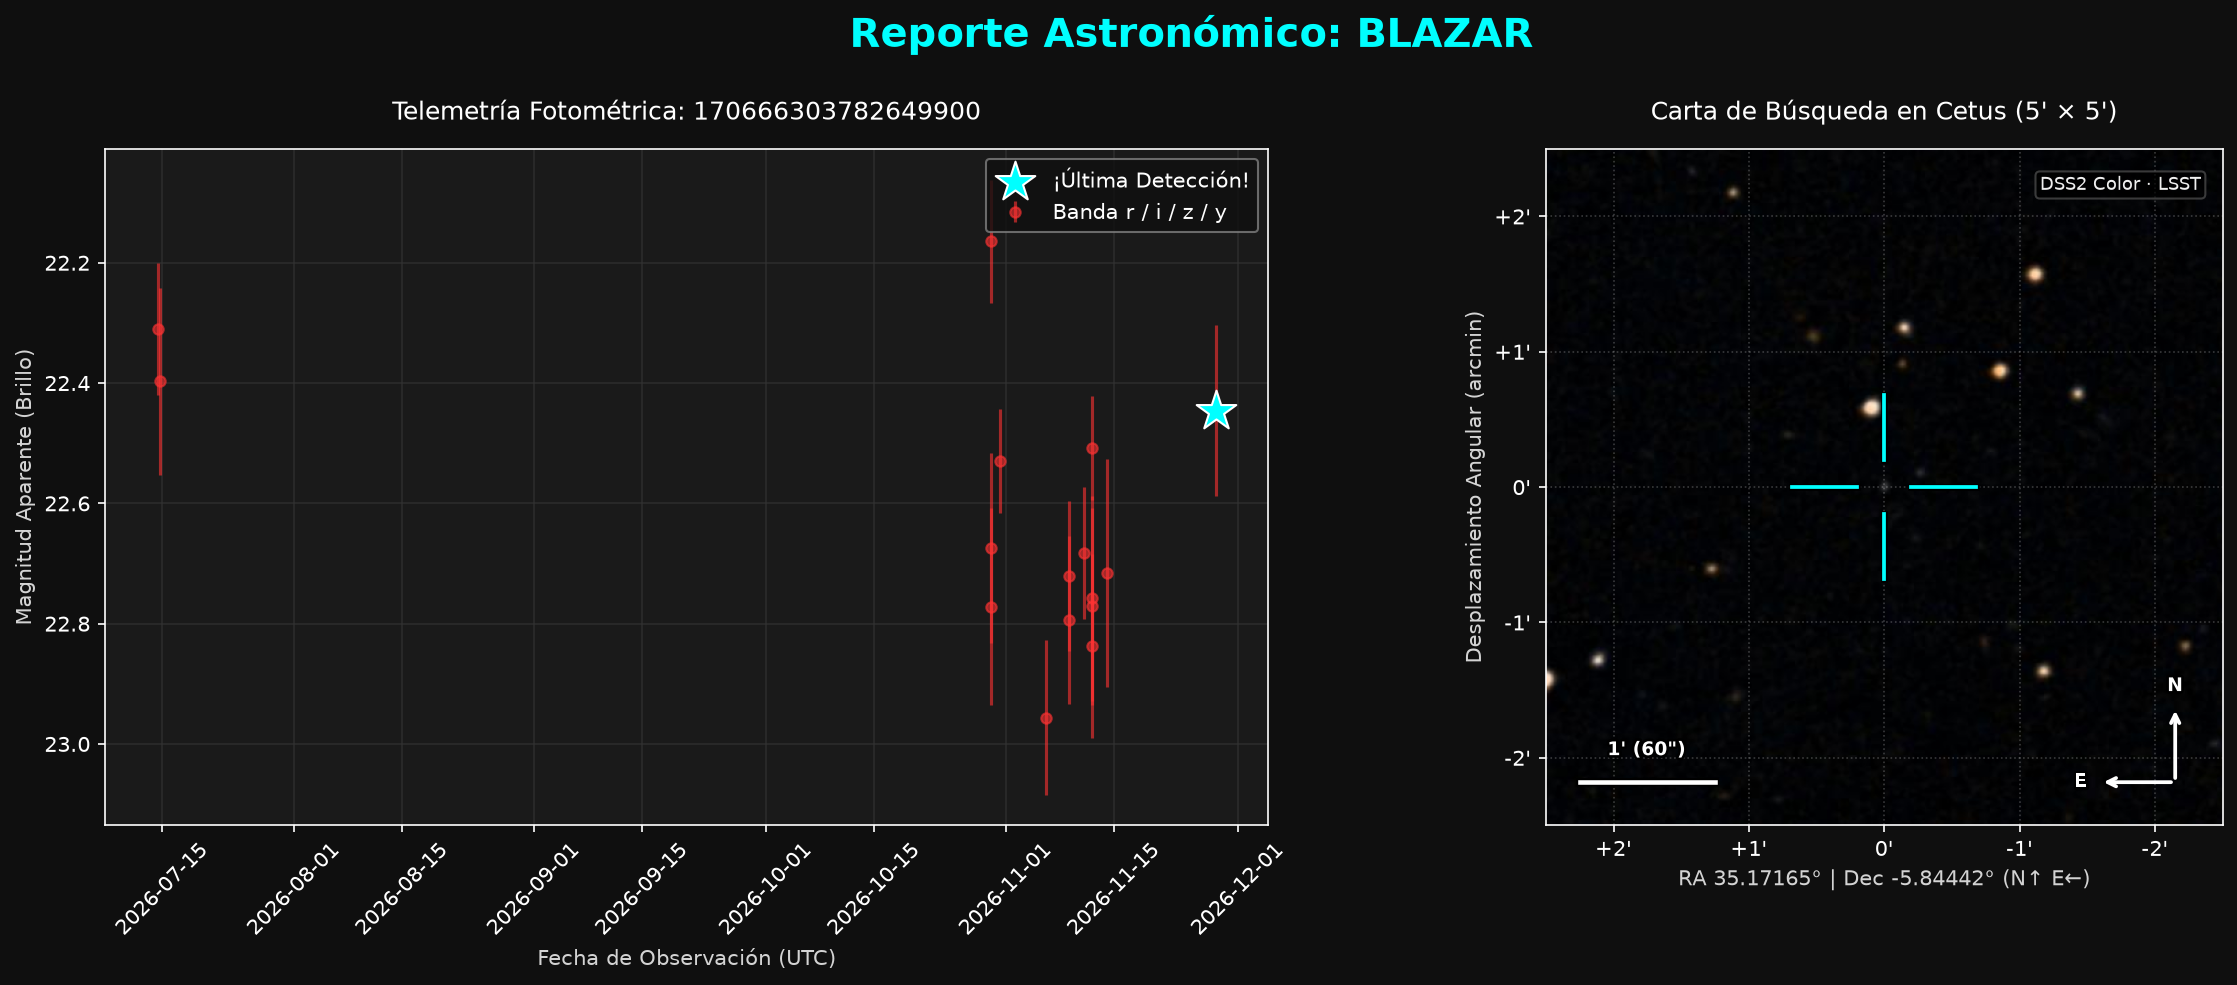 Reporte Astronómico: BLAZAR
Telemetría Fotométrica: 170666303782649900
¡Última Detección!
Banda r / i / z / y
Magnitud Aparente (Brillo)
22.2
22.4
22.6
22.8
23.0
2026-07-15
2026-08-01
2026-08-15
2026-09-01
2026-09-15
2026-10-01
2026-10-15
2026-11-01
2026-11-15
2026-12-01
Fecha de Observación (UTC)
Carta de Búsqueda en Cetus (5' × 5')
DSS2 Color · LSST
Desplazamiento Angular (arcmin)
+2'
+1'
0'
-1'
-2'
N
E
1' (60")
+2'
+1'
0'
-1'
-2'
RA 35.17165° | Dec -5.84442° (N↑ E←)